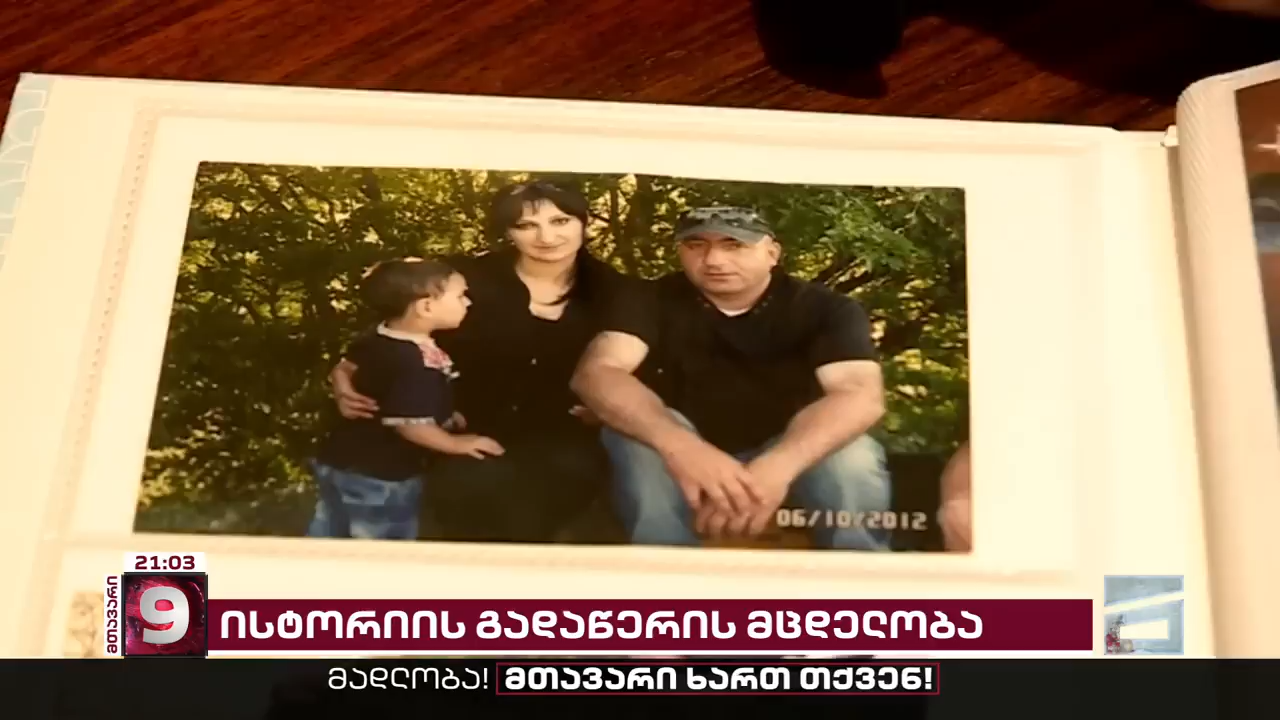 06/10/2012
21:03
მთავარი
9
ისტორიის გადაწერის მცდელობა
მადლობა! მთავარი ხართ თქვენ!